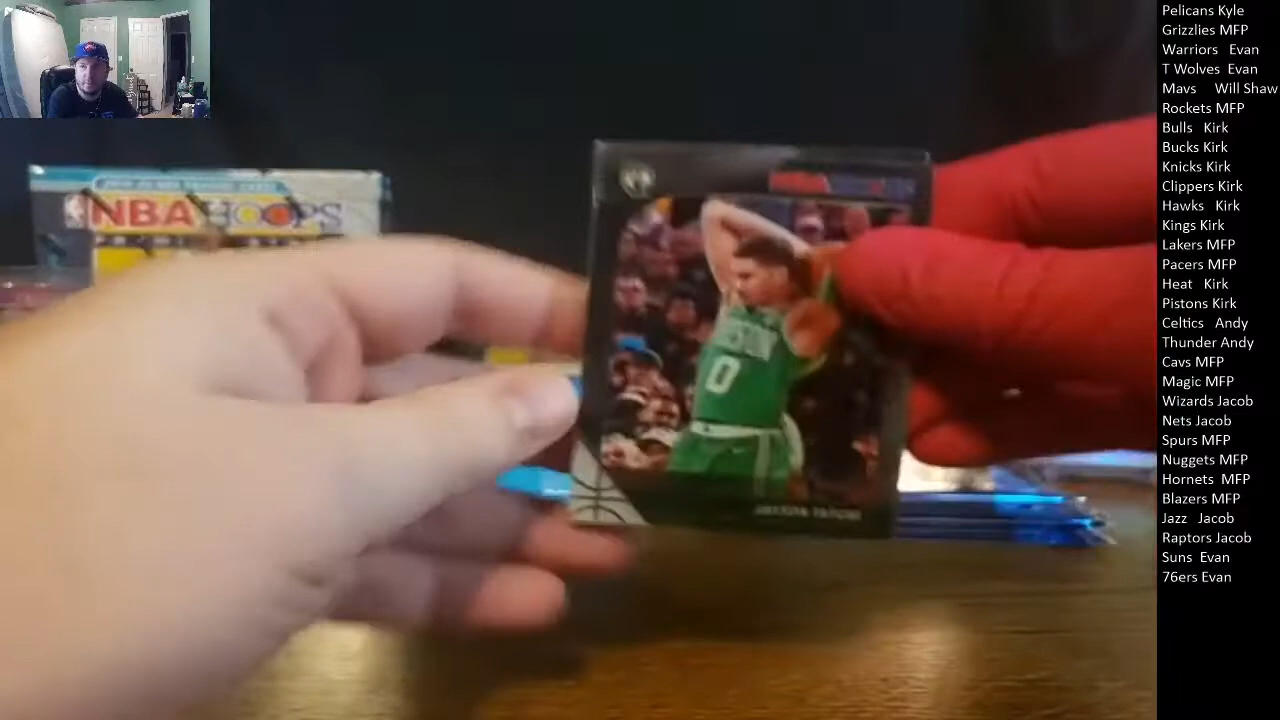 NBA HOOPS
0
JAYSON TATUM
Pelicans Kyle
Grizzlies MFP
Warriors Evan
T Wolves Evan
Mavs Will Shaw
Rockets MFP
Bulls Kirk
Bucks Kirk
Knicks Kirk
Clippers Kirk
Hawks Kirk
Kings Kirk
Lakers MFP
Pacers MFP
Heat Kirk
Pistons Kirk
Celtics Andy
Thunder Andy
Cavs MFP
Magic MFP
Wizards Jacob
Nets Jacob
Spurs MFP
Nuggets MFP
Hornets MFP
Blazers MFP
Jazz Jacob
Raptors Jacob
Suns Evan
76ers Evan